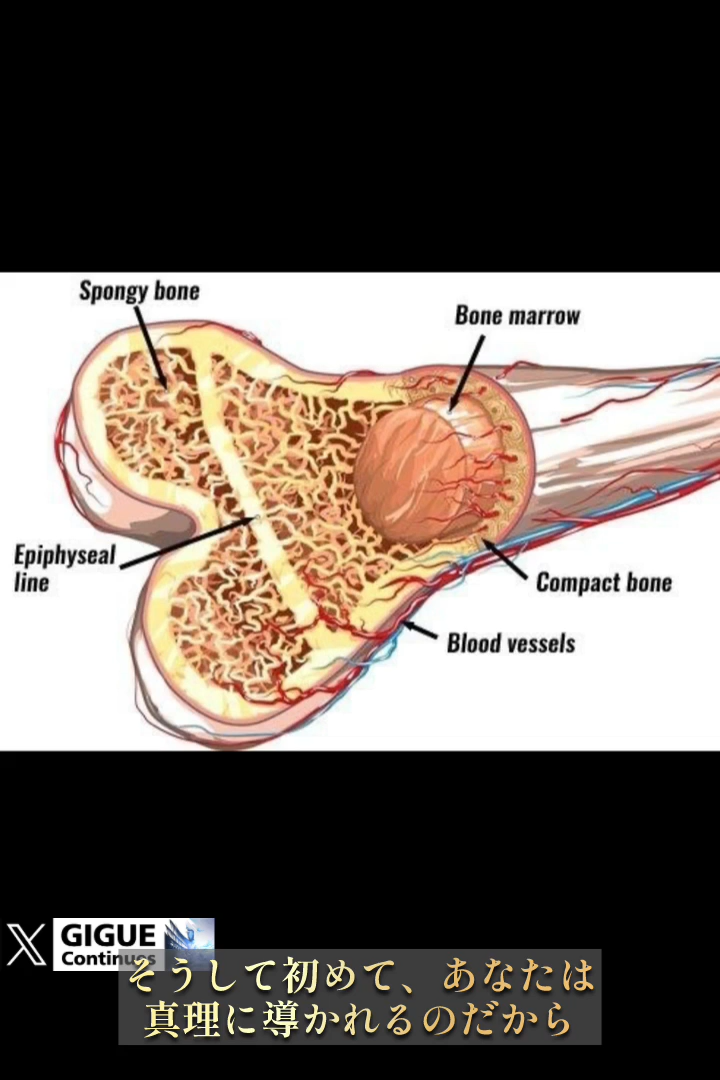 Spongy bone
Bone marrow
Epiphyseal
line
Compact bone
Blood vessels
X GIGUE
Continues
そうして初めて、あなたは
真理に導かれるのだから